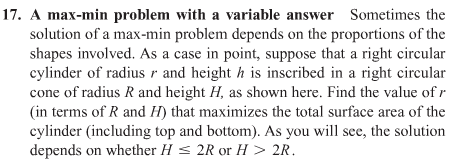 17. A max-min problem with a variable answer Sometimes the
solution of a max-min problem depends on the proportions of the
shapes involved. As a case in point, suppose that a right circular
cylinder of radius r and height h is inscribed in a right circular
cone of radius R and height H, as shown here. Find the value of r
(in terms of R and H) that maximizes the total surface area of the
cylinder (including top and bottom). As you will see, the solution
depends on whether H ≤ 2R or H > 2R.